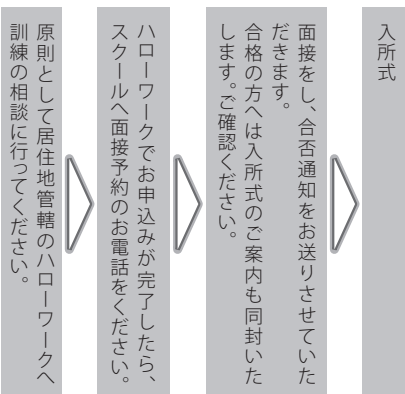 原則として居住地管轄のハローワークへ
訓練の相談に行ってください。
ハローワークでお申込みが完了したら、
スクールへ面接予約のお電話をください。
面接をし、合否通知をお送りさせていた
だきます。
合格の方へは入所式のご案内も同封いた
します。ご確認ください。
入所式